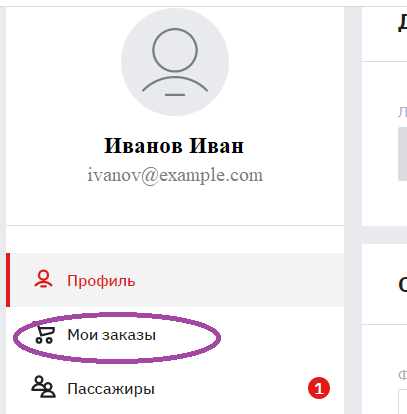 Иванов Иван
ivanov@example.com
Профиль
Мои заказы
Пассажиры 1